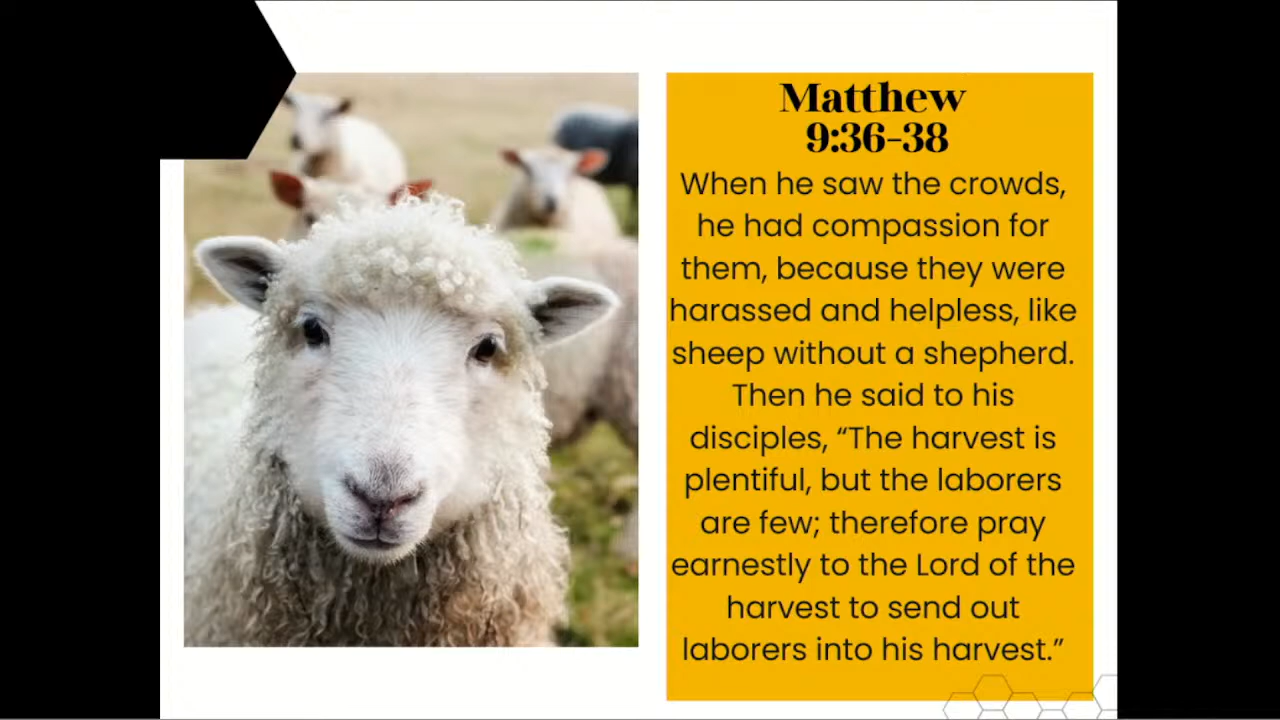 Matthew
9:36-38
When he saw the crowds,
he had compassion for
them, because they were
harassed and helpless, like
sheep without a shepherd.
Then he said to his
disciples, “The harvest is
plentiful, but the laborers
are few; therefore pray
earnestly to the Lord of the
harvest to send out
laborers into his harvest.”